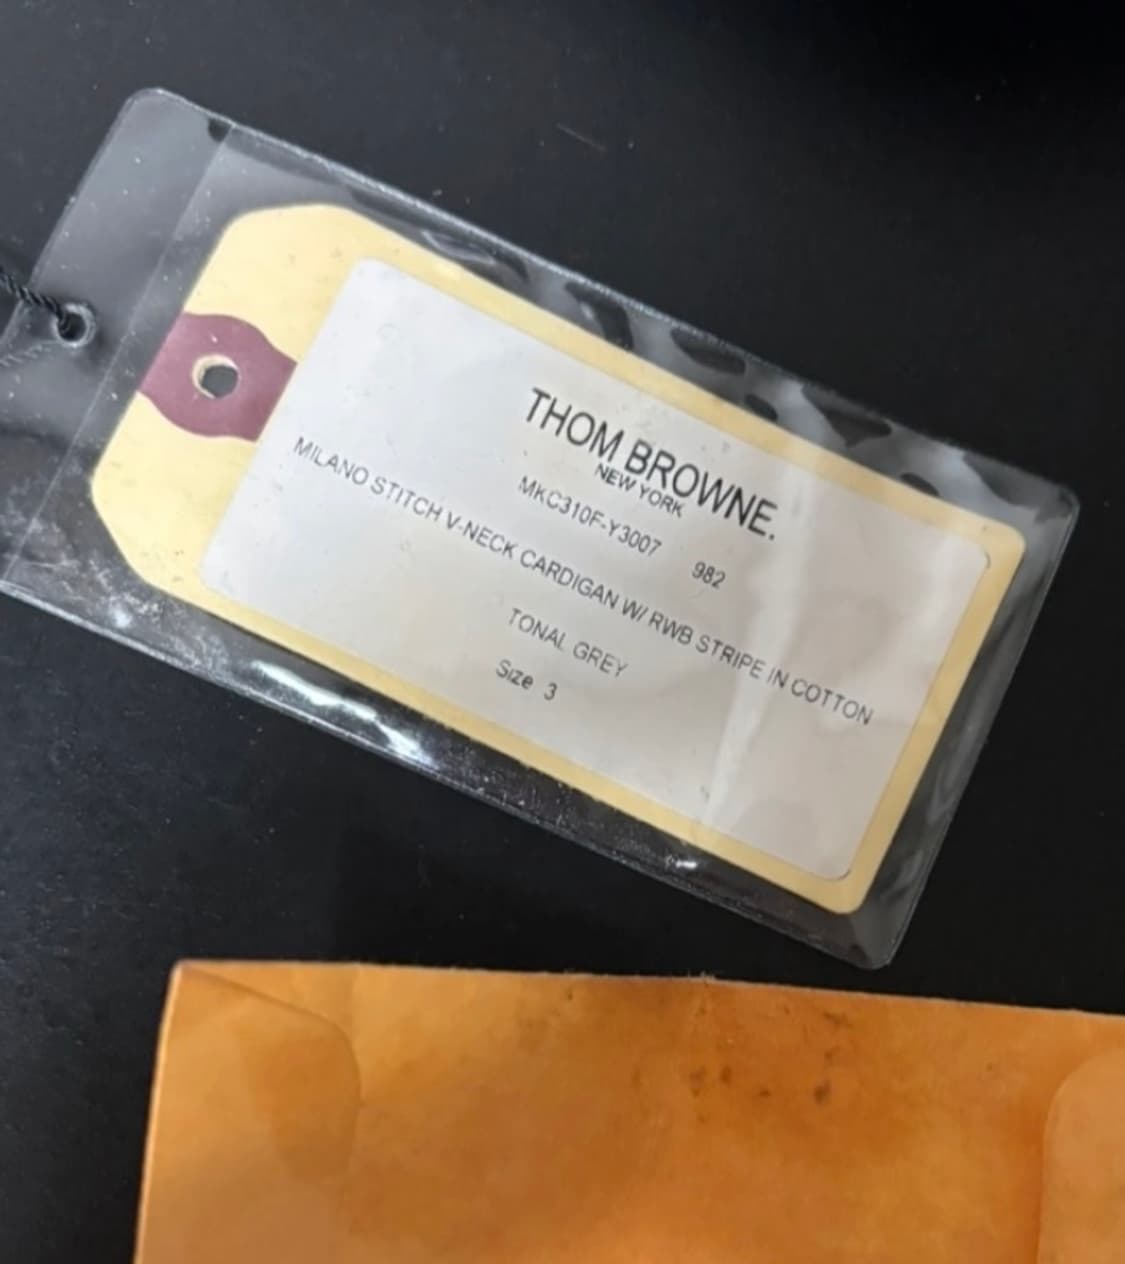 THOM BROWNE.
NEW YORK
MKC310F-Y3007 982
MILANO STITCH V-NECK CARDIGAN W/ RWB STRIPE IN COTTON
TONAL GREY
Size 3